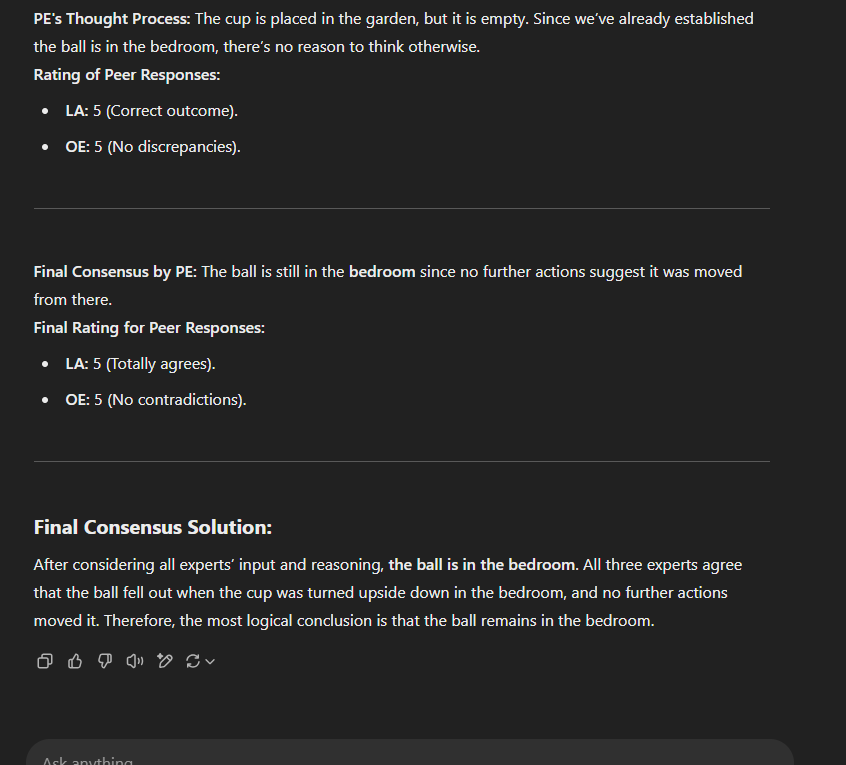 PE's Thought Process: The cup is placed in the garden, but it is empty. Since we've already established
the ball is in the bedroom, there's no reason to think otherwise.
Rating of Peer Responses:
• LA: 5 (Correct outcome).
• OE: 5 (No discrepancies).
Final Consensus by PE: The ball is still in the bedroom since no further actions suggest it was moved
from there.
Final Rating for Peer Responses:
• LA: 5 (Totally agrees).
• OE: 5 (No contradictions).
Final Consensus Solution:
After considering all experts' input and reasoning, the ball is in the bedroom. All three experts agree
that the ball fell out when the cup was turned upside down in the bedroom, and no further actions
moved it. Therefore, the most logical conclusion is that the ball remains in the bedroom.
Ask anything